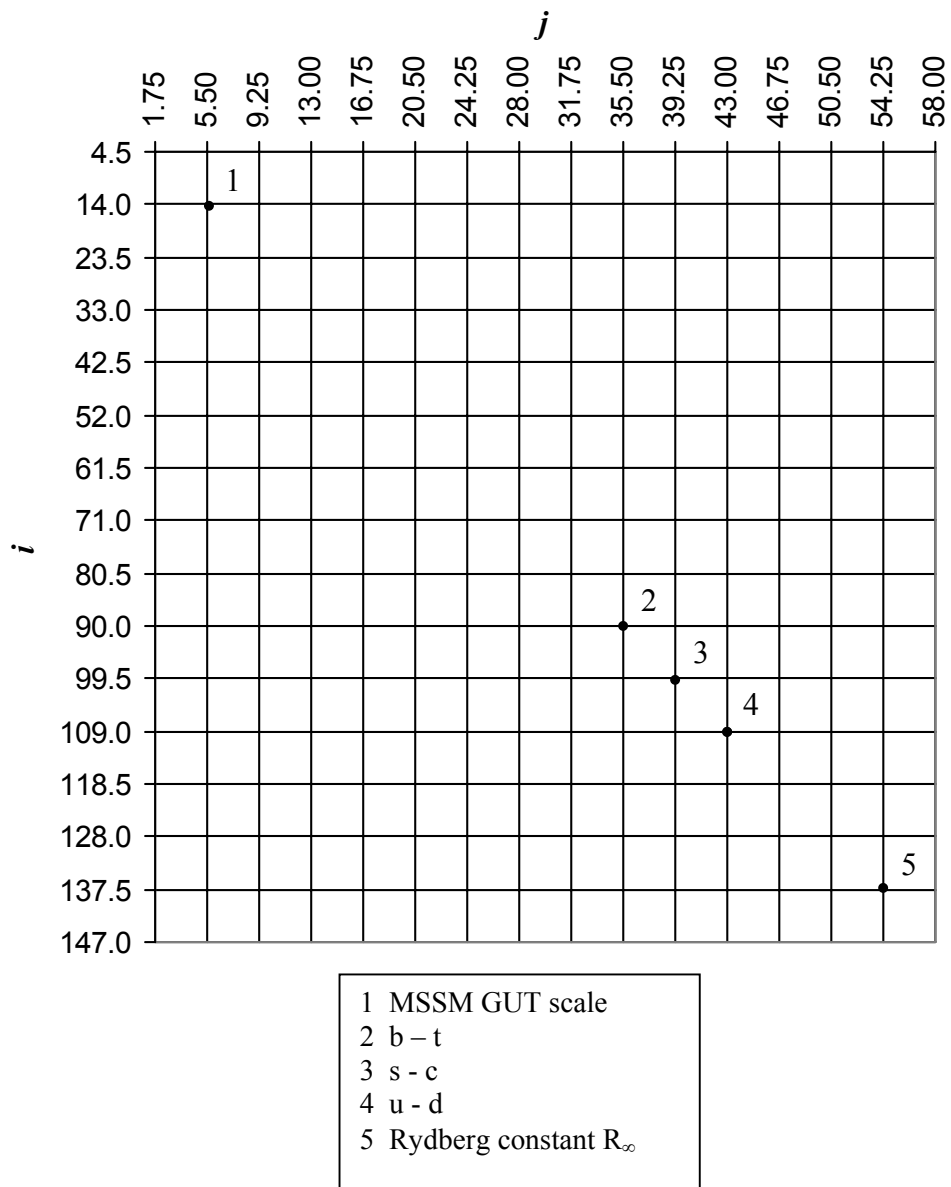 j
1.75 5.50 9.25 13.00 16.75 20.50 24.25 28.00 31.75 35.50 39.25 43.00 46.75 50.50 54.25 58.00
4.5
1
14.0
23.5
33.0
42.5
52.0
61.5
71.0
i
80.5
2
90.0
3
99.5
4
109.0
118.5
128.0
5
137.5
147.0
1 MSSM GUT scale
2 b – t
3 s - c
4 u - d
5 Rydberg constant R∞